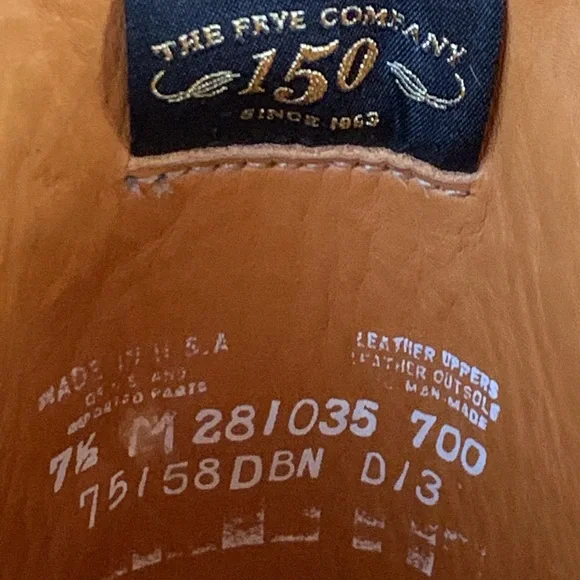 THE FRYE COMPANY
150
SINCE 1863
MADE IN U.S.A
AND
IMPORTED PARTS
LEATHER UPPERS
LEATHER OUTSOLE
MAN-MADE
7½ M 281035 700
75158DBN D/3